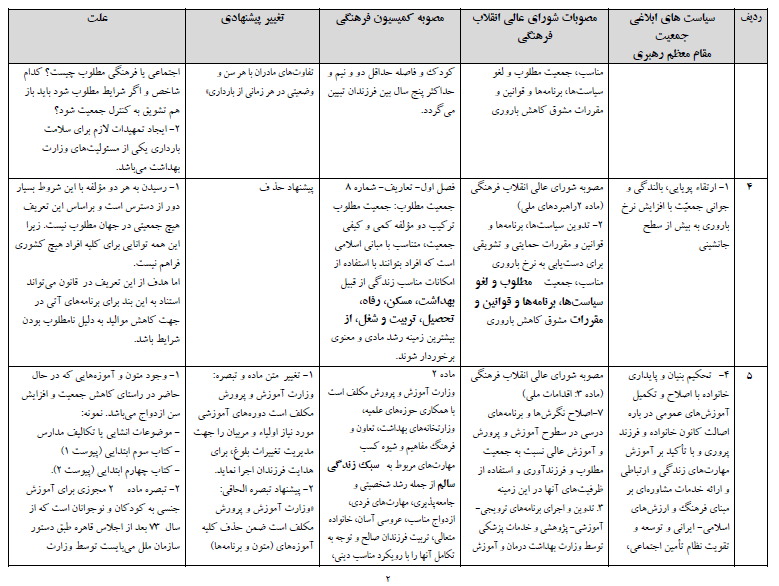 ردیف
سیاست های ابلاغی
جمعیت
مقام معظم رهبری
مصوبات شورای عالی انقلاب
فرهنگی
مصوبه کمیسیون فرهنگی
تغییر پیشنهادی
علت
مناسب، جمعیت مطلوب و لغو
سیاست‌ها، برنامه‌ها و قوانین و
مقررات مشوق کاهش باروری
کودک و فاصله حداقل دو و نیم و
حداکثر پنج سال بین فرزندان تبیین
می‌گردد.
تفاوت‌های مادران با هر سن و
وضعیتی در هر زمانی از بارداری»
اجتماعی یا فرهنگی مطلوب چیست؟ کدام
شاخص و اگر شرایط مطلوب شود باید باز
هم تشویق به کنترل جمعیت شود؟
۲- ایجاد تمهیدات لازم برای سلامت
بارداری یکی از مسئولیت‌های وزارت
بهداشت می‌باشد.
۴
۱- ارتقاء پویایی، بالندگی و
جوانی جمعیّت با افزایش نرخ
باروری به بیش از سطح
جانشینی
مصوبه شورای عالی انقلاب فرهنگی
(ماده ۲راهبردهای ملی)
۲- تدوین سیاست‌ها، برنامه‌ها و
قوانین و مقررات حمایتی و تشویقی
برای دست‌یابی به نرخ باروری
مناسب، جمعیت مطلوب و لغو
سیاست‌ها، برنامه‌ها و قوانین و
مقررات مشوق کاهش باروری
فصل اول- تعاریف- شماره ۸
جمعیت مطلوب: جمعیت مطلوب
ترکیب دو مؤلفه کمی و کیفی
جمعیت، متناسب با مبانی اسلامی
است که افراد بتوانند با استفاده از
امکانات مناسب زندگی از قبیل
بهداشت، مسکن، رفاه،
تحصیل، تربیت و شغل، از
بیشترین زمینه رشد مادی و معنوی
برخوردار شوند.
پیشنهاد حذ ف
۱- رسیدن به هر دو مؤلفه با این شروط بسیار
دور از دسترس است و براساس این تعریف
هیچ جمعیتی در جهان مطلوب نیست. زیرا
این همه توانایی برای کلیه افراد هیچ کشوری
فراهم نیست.
اما هدف از این تعریف در قانون می‌تواند
استناد به این بند برای برنامه‌های آتی در
جهت کاهش موالید به دلیل نامطلوب بودن
شرایط باشد.
۵
۴- تحکیم بنیان و پایداری
خانواده با اصلاح و تکمیل
آموزش‌های عمومی در باره
اصالت کانون خانواده و فرزند
پروری و با تأکید بر آموزش
مهارت‌های زندگی و ارتباطی
و ارائه خدمات مشاوره‌ای بر
مبنای فرهنگ و ارزش‌های
اسلامی- ایرانی و توسعه و
تقویت نظام تأمین اجتماعی،
مصوبه شورای عالی انقلاب فرهنگی
(ماده ۳: اقدامات ملی)
۷-اصلاح نگرش‌ها و برنامه‌های
درسی در سطوح آموزش و پرورش
و آموزش عالی نسبت به جمعیت
مطلوب و فرزندآوری و استفاده از
ظرفیت‌های آنها در این زمینه
۳. تدوین و اجرای برنامه‌های ترویجی-
آموزشی- پژوهشی و خدمات پزشکی
توسط وزارت بهداشت درمان و آموزش
ماده ۲
وزارت آموزش و پرورش مکلف است
با همکاری حوزه‌های علمیه،
وزارتخانه‌های بهداشت، تعاون و
فرهنگ مفاهیم و شیوه کسب
مهارت‌های مربوط به سبک زندگی
سالم از جمله رشد شخصیتی و
جامعه‌پذیری، مهارت‌های فردی،
ازدواج مناسب، عروسی آسان، خانواده
متعالی، تربیت فرزندان صالح و توجه به
تکامل آنها را با رویکرد مناسب دینی،
۱- تغییر متن ماده و تبصره:
وزارت آموزش و پرورش
مکلف است دوره‌های آموزشی
مورد نیاز اولیاء و مربیان را جهت
مدیریت تغییرات بلوغ، برای
هدایت فرزندان اجرا نماید.
۲- پیشنهاد تبصره الحاقی:
«وزارت آموزش و پرورش
مکلف است ضمن حذف کلیه
آموزه‌های (متون و برنامه‌ها)
۱- وجود متون و آموزه‌هایی که در حال
حاضر در راستای کاهش جمعیت و افزایش
سن ازدواج می‌باشد. نمونه:
- موضوعات انشایی یا تکالیف مدارس
- کتاب سوم ابتدایی (پیوست ۱)
- کتاب چهارم ابتدایی (پیوست ۲).
۲- تبصره ماده ۲ مجوزی برای آموزش
جنسی به کودکان و نوجوانان است که از
سال ۷۳ بعد از اجلاس قاهره طبق دستور
سازمان ملل می‌بایست توسط وزارت
۲